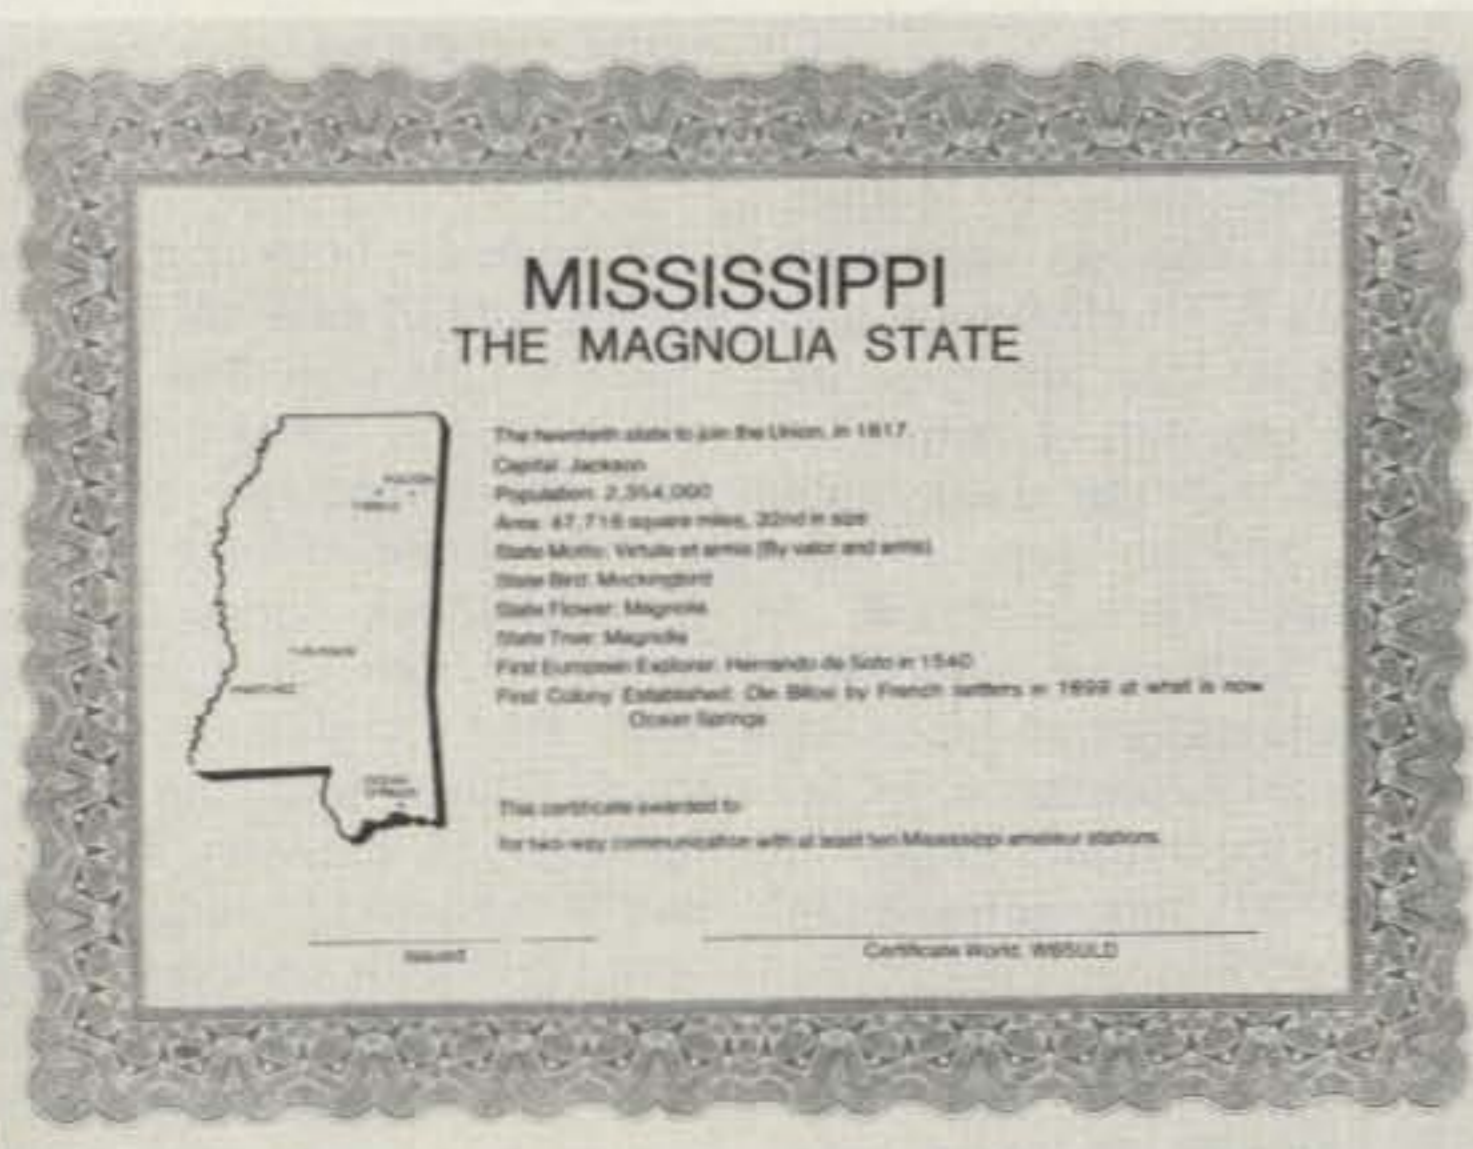 MISSISSIPPI
THE MAGNOLIA STATE
The twentieth state to join the Union, in 1817.
Capital: Jackson
Population: 2,354,000
Area: 47,716 square miles, 32nd in size
State Motto: Virtute et armis (By valor and arms)
State Bird: Mockingbird
State Flower: Magnolia
State Tree: Magnolia
First European Explorer: Hernando de Soto in 1540
First Colony Established: Ole Biloxi by French settlers in 1699 at what is now
Ocean Springs
NATCHEZ
OCEAN
SPRINGS
This certificate awarded to
for two-way communication with at least ten Mississippi amateur stations.
Issued
Certificate World: WB5ULD